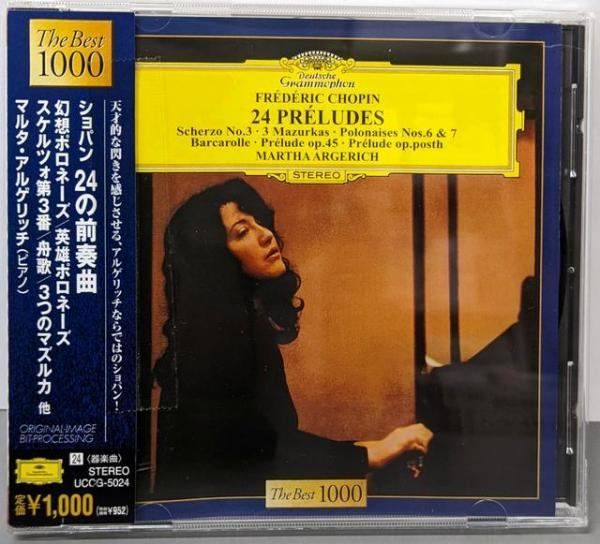 The Best
1000
ショパン 24の前奏曲
幻想ポロネーズ/英雄ポロネーズ
スケルツォ第3番/舟歌/3つのマズルカ 他
マルタ・アルゲリッチ(ピアノ)
天才的な閃きを感じさせる、アルゲリッチならではのショパン!
ORIGINAL-IMAGE
BIT-PROCESSING
24 〈器楽曲〉
STEREO
UCCG-5024
定価 ¥1,000 (税抜 ¥952)
Deutsche
Grammophon
FRÉDÉRIC CHOPIN
24 PRÉLUDES
Scherzo No.3 · 3 Mazurkas · Polonaises Nos.6 & 7
Barcarolle · Prélude op.45 · Prélude op.posth
MARTHA ARGERICH
STEREO
The Best 1000